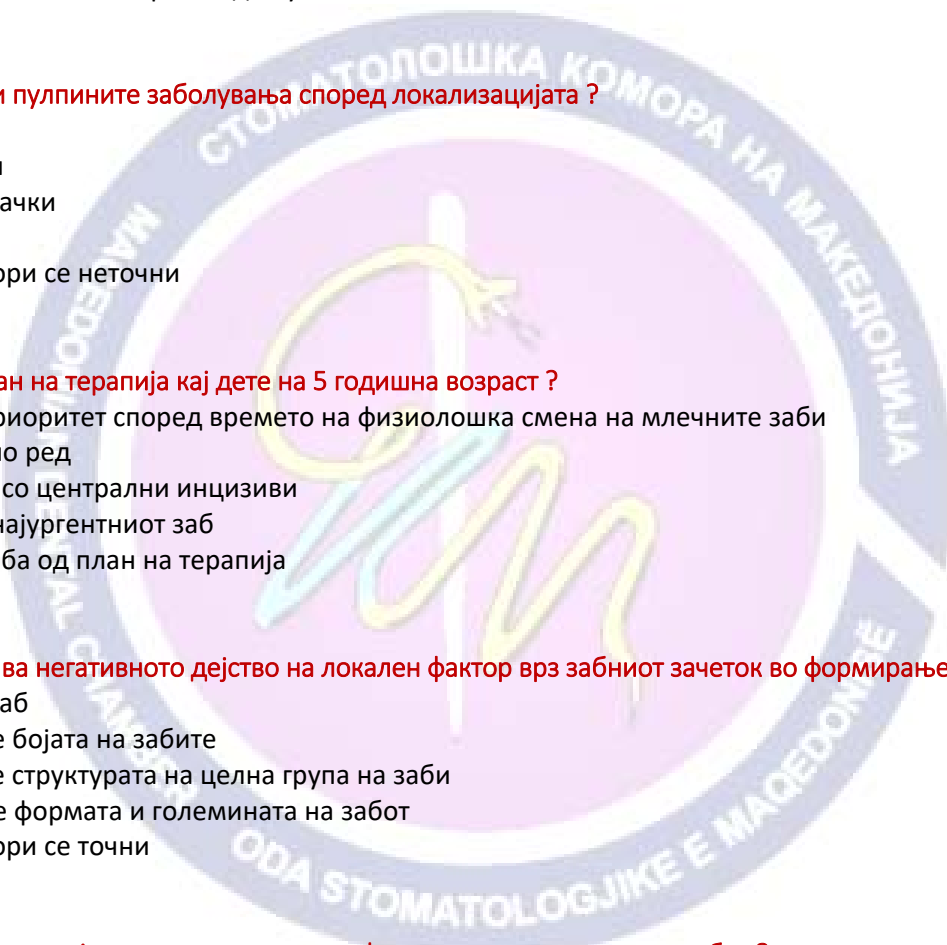 и пулпините заболувања според локализацијата ?
и
ачки
ори се неточни
ан на терапија кај дете на 5 годишна возраст ?
риоритет според времето на физиолошка смена на млечните заби
по ред
со централни инцизиви
најургентниот заб
ба од план на терапија
ва негативното дејство на локален фактор врз забниот зачеток во формирање
аб
е бојата на забите
е структурата на целна група на заби
е формата и големината на забот
ори се точни
СТОМАТОЛОШКА КОМОРА НА МАКЕДОНИЈА
MAKEDONIJA DENTAL CHAMBER
ODA STOMATOLOGJIKE E MAQEDONISË